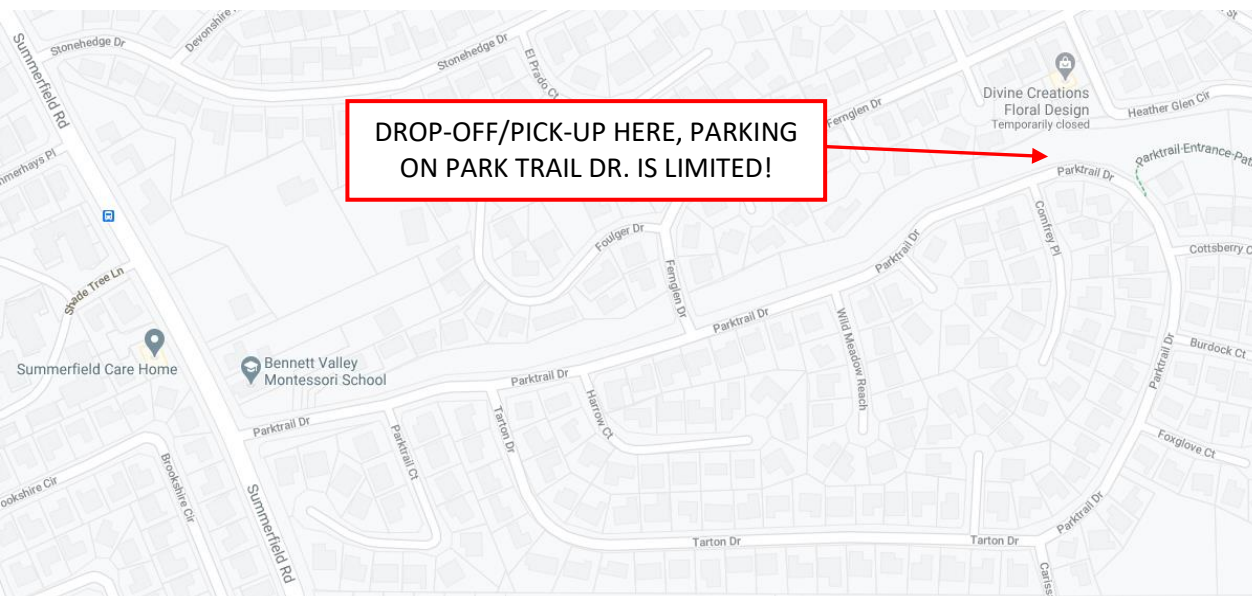 Stonehedge Dr
Stonehedge Dr
El Prado Ct
Summerfield Rd
DROP-OFF/PICK-UP HERE, PARKING
ON PARK TRAIL DR. IS LIMITED!
Fernglen Dr
Divine Creations
Floral Design
Temporarily closed
Heather Glen Cir
Parktrail-Entrance-Pat
Parktrail Dr
Comfrey Pl
Cottsberry C
Foulger Dr
Fernglen Dr
Parktrail Dr
Shade Tree Ln
Parktrail Dr
Wild Meadow Reach
Burdock Ct
Parktrail Dr
Summerfield Care Home
Bennett Valley
Montessori School
Parktrail Dr
Harrow Ct
Parktrail Dr
Parktrail Ct
Tarton Dr
Foxglove Ct
Brookshire Cir
ookshire Cir
Summerfield Rd
Parktrail Dr
Tarton Dr
Tarton Dr
Cariss